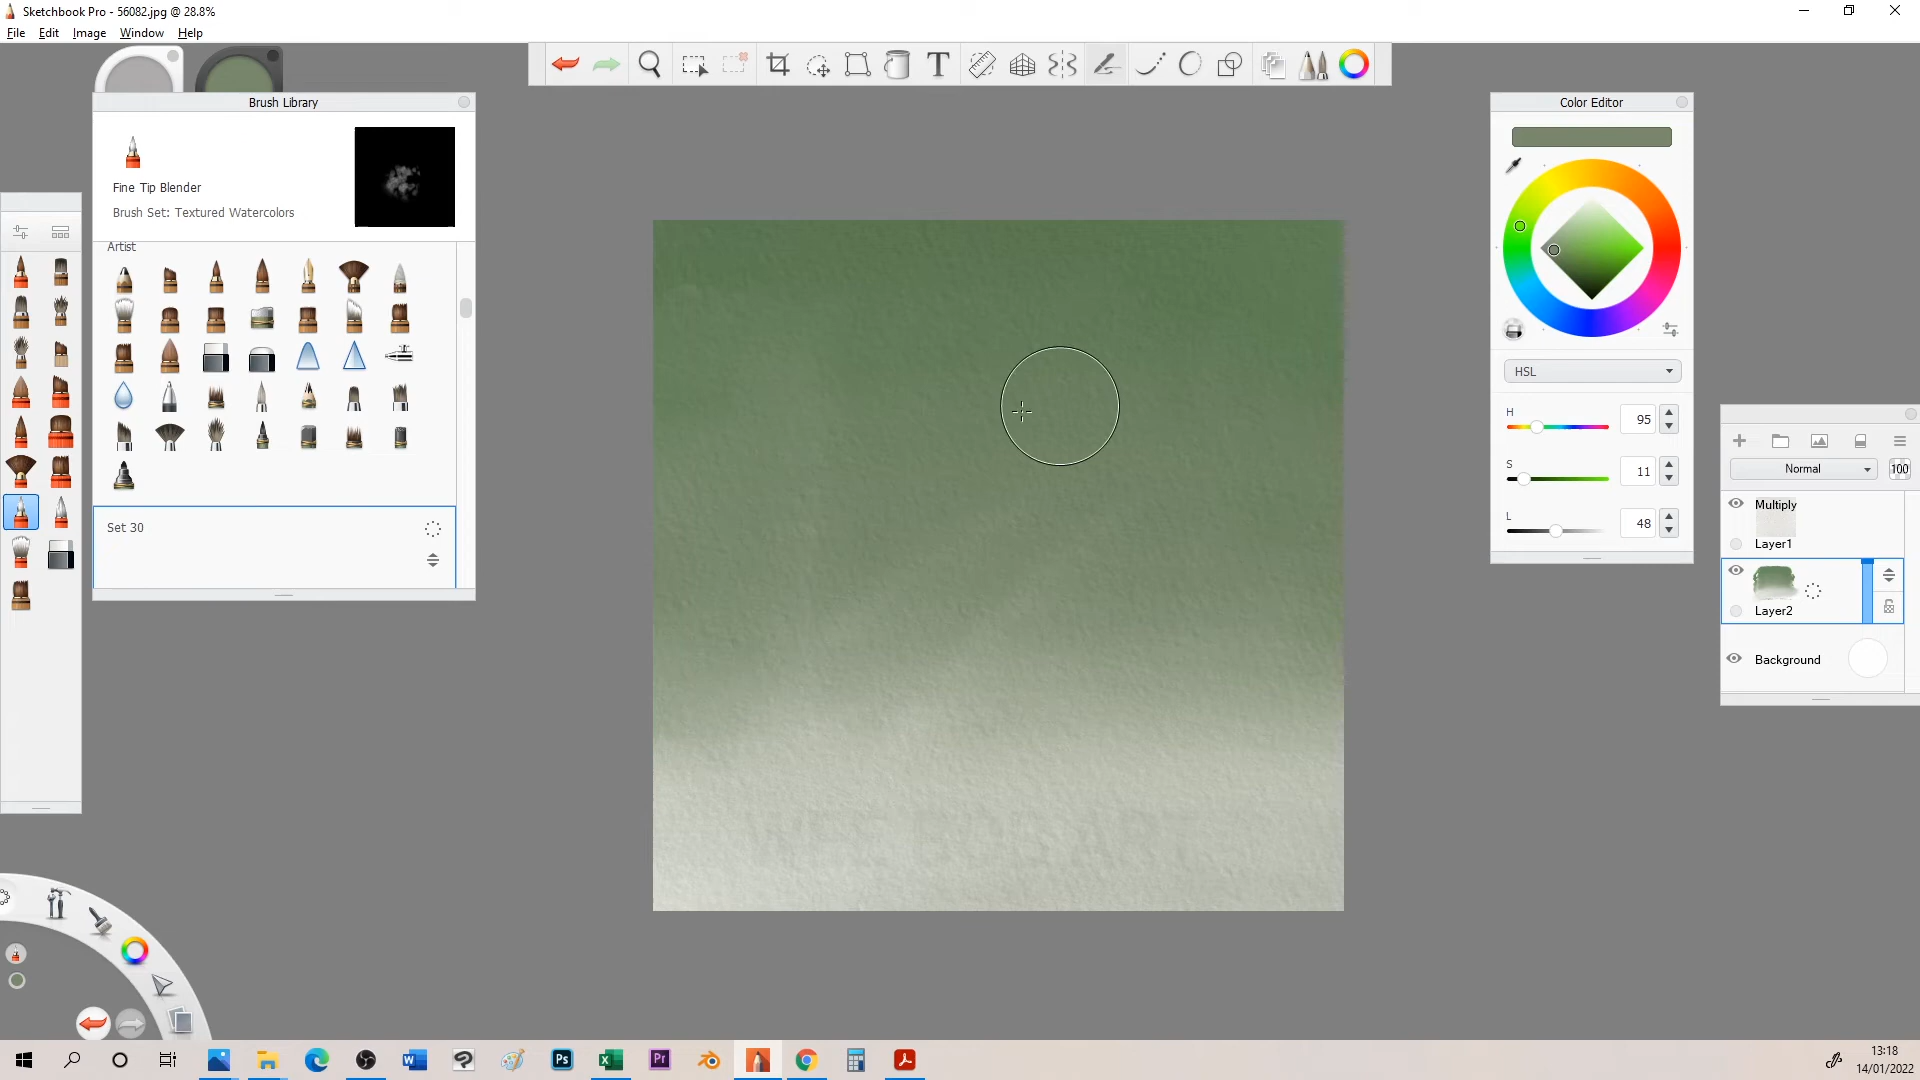 Sketchbook Pro - 56082.jpg @ 28.8%
File Edit Image Window Help
T
Brush Library
Fine Tip Blender
Brush Set: Textured Watercolors
Artist
Set 30
Color Editor
HSL
H 95
S 11
L 48
Normal 100
Multiply
Layer1
Layer2
Background
W
Ps
X
Pr
13:18
14/01/2022